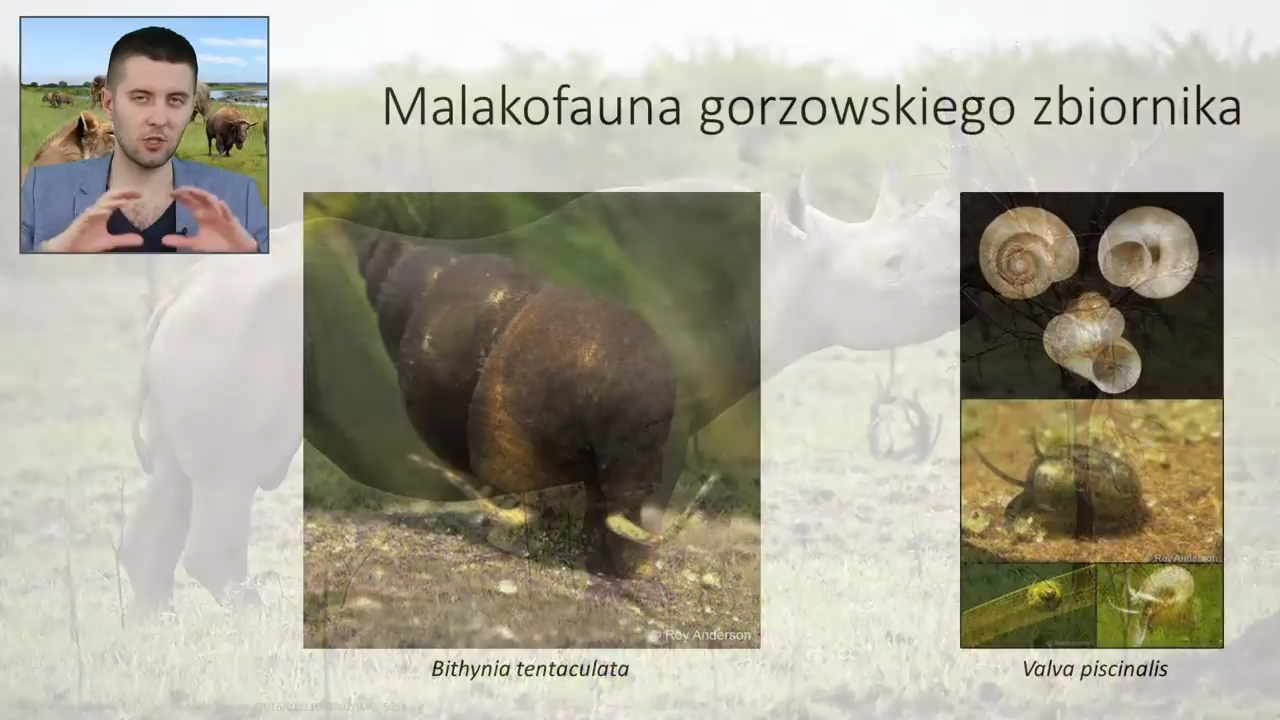 Malakofauna gorzowskiego zbiornika
© Roy Anderson
© Roy Anderson
Bithynia tentaculata
Valva piscinalis